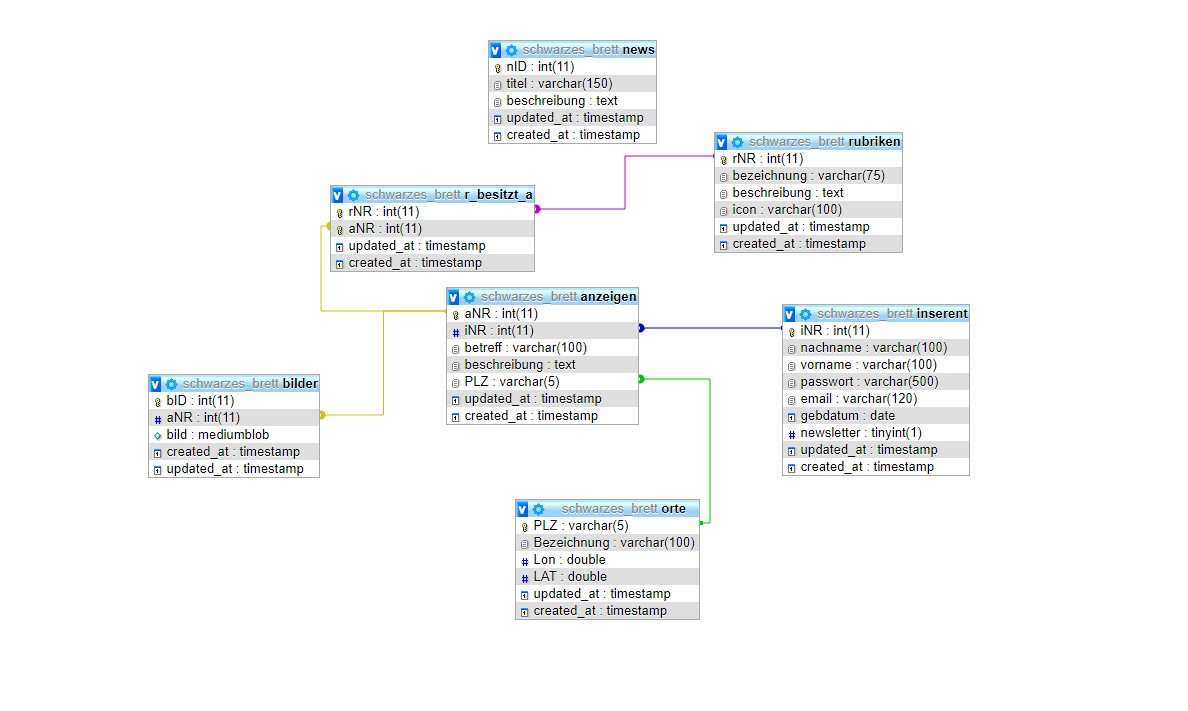 schwarzes_brett news
nID : int(11)
titel : varchar(150)
beschreibung : text
updated_at : timestamp
created_at : timestamp
schwarzes_brett rubriken
rNR : int(11)
bezeichnung : varchar(75)
beschreibung : text
icon : varchar(100)
updated_at : timestamp
created_at : timestamp
schwarzes_brett r_besitzt_a
rNR : int(11)
aNR : int(11)
updated_at : timestamp
created_at : timestamp
schwarzes_brett anzeigen
aNR : int(11)
iNR : int(11)
betreff : varchar(100)
beschreibung : text
PLZ : varchar(5)
updated_at : timestamp
created_at : timestamp
schwarzes_brett inserent
iNR : int(11)
nachname : varchar(100)
vorname : varchar(100)
passwort : varchar(500)
email : varchar(120)
gebdatum : date
newsletter : tinyint(1)
updated_at : timestamp
created_at : timestamp
schwarzes_brett bilder
bID : int(11)
aNR : int(11)
bild : mediumblob
created_at : timestamp
updated_at : timestamp
schwarzes_brett orte
PLZ : varchar(5)
Bezeichnung : varchar(100)
Lon : double
LAT : double
updated_at : timestamp
created_at : timestamp